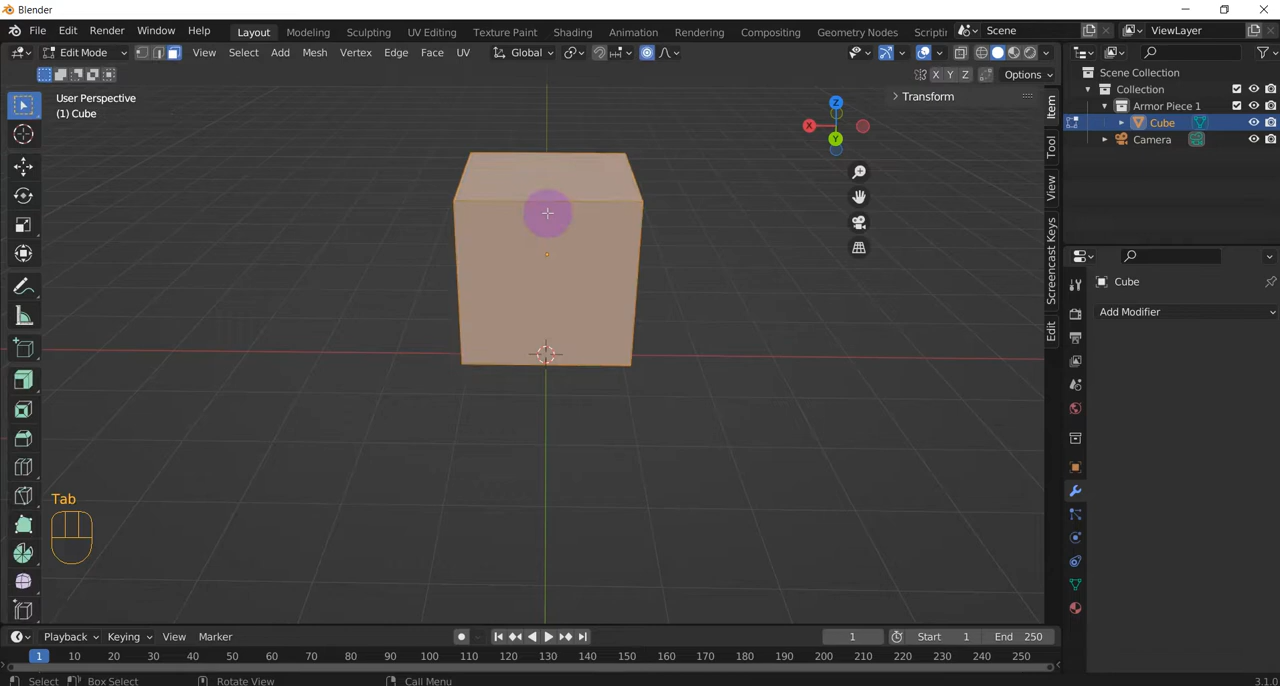 Blender
File Edit Render Window Help Layout Modeling Sculpting UV Editing Texture Paint Shading Animation Rendering Compositing Geometry Nodes Scriptin Scene ViewLayer
Edit Mode View Select Add Mesh Vertex Edge Face UV Global
X Y Z Options
User Perspective
(1) Cube
Transform
Z
X
Y
Item
Tool
View
Screencast Keys
Edit
Scene Collection
Collection
Armor Piece 1
Cube
Camera
Cube
Add Modifier
Tab
Playback Keying View Marker 1 Start 1 End 250
1 10 20 30 40 50 60 70 80 90 100 110 120 130 140 150 160 170 180 190 200 210 220 230 240 250
Select Box Select Rotate View Call Menu 3.1.0